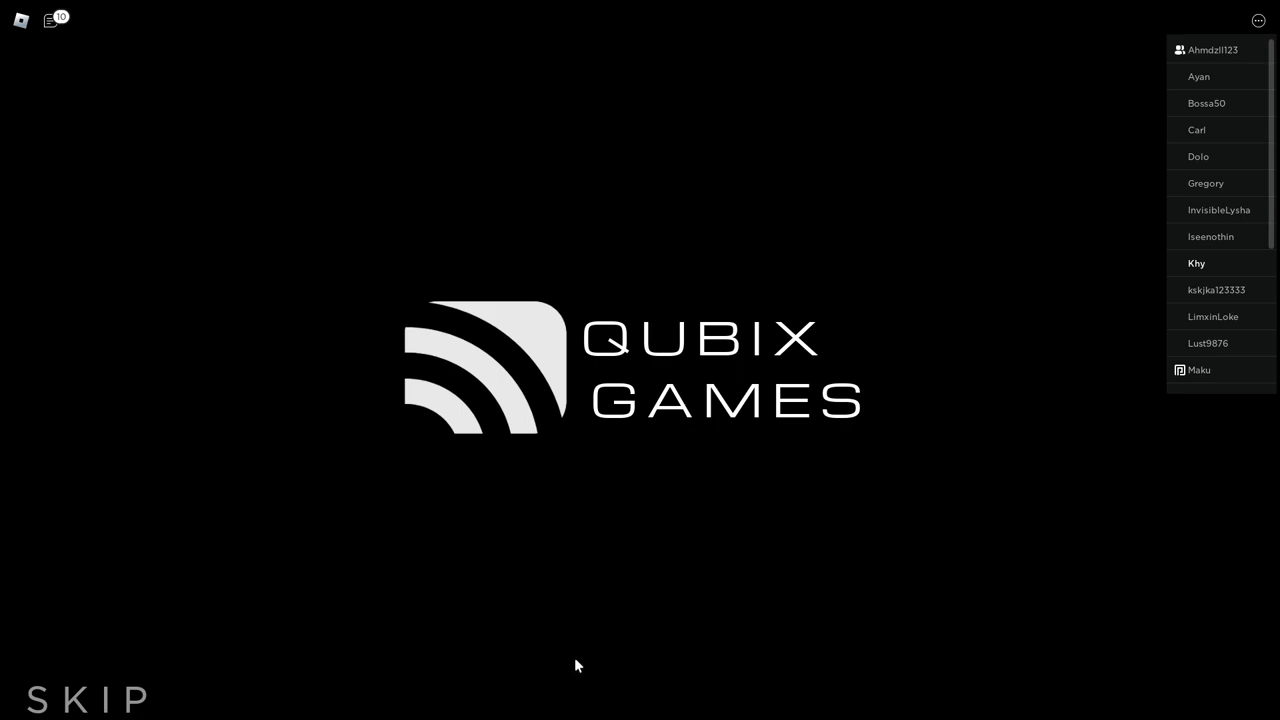 10
Ahmdzll123
Ayan
Bossa50
Carl
Dolo
Gregory
InvisibleLysha
Iseenothin
Khy
kskjka123333
LimxinLoke
Lust9876
Maku
QUBIX
GAMES
SKIP